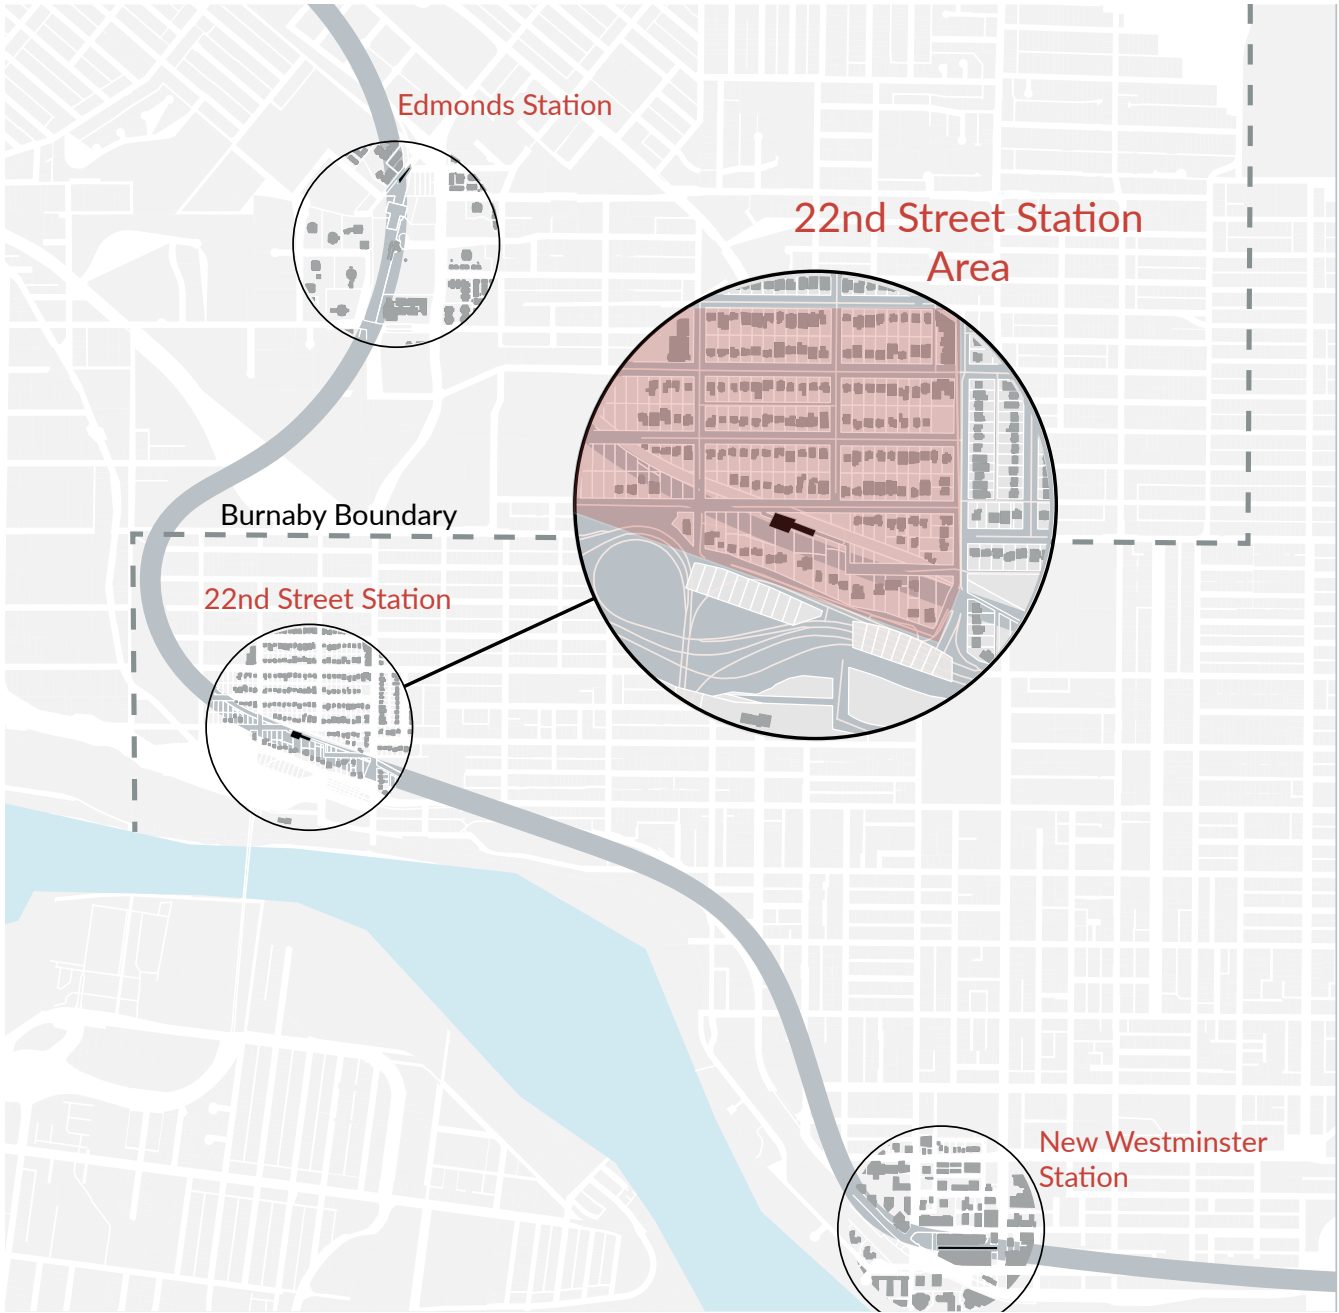 Edmonds Station
22nd Street Station
Area
Burnaby Boundary
22nd Street Station
New Westminster
Station